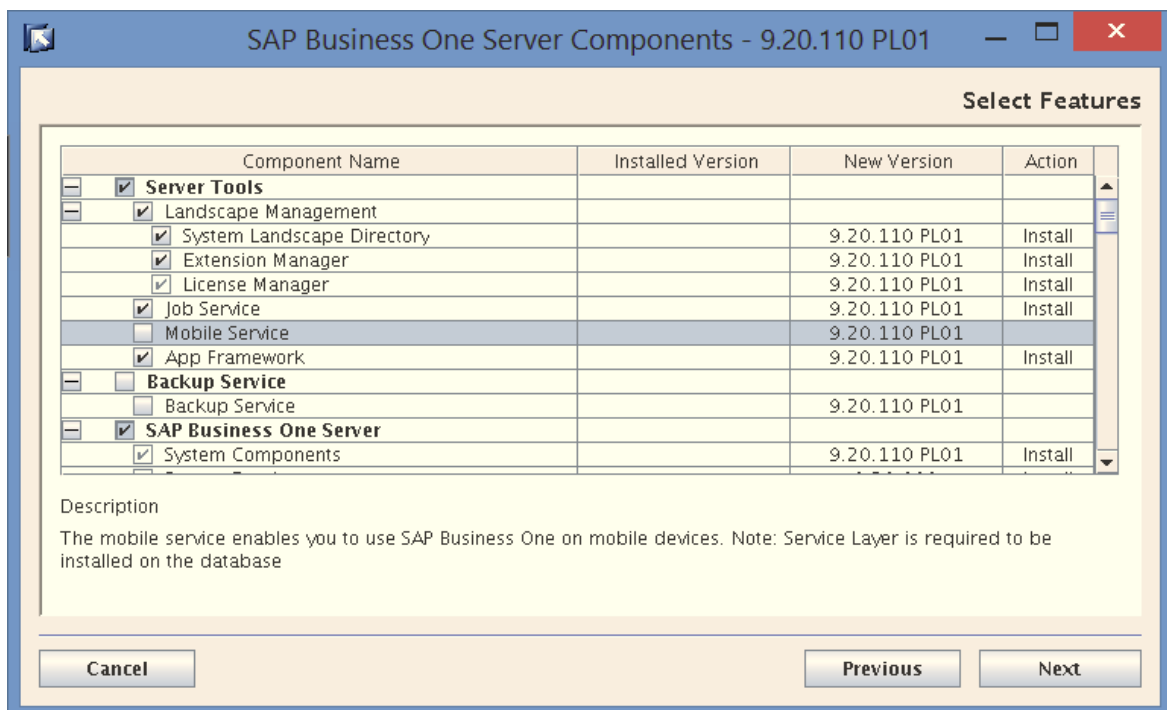 SAP Business One Server Components - 9.20.110 PL01
Select Features
Component Name Installed Version New Version Action
Server Tools
Landscape Management
System Landscape Directory 9.20.110 PL01 Install
Extension Manager 9.20.110 PL01 Install
License Manager 9.20.110 PL01 Install
Job Service 9.20.110 PL01 Install
Mobile Service 9.20.110 PL01
App Framework 9.20.110 PL01 Install
Backup Service
Backup Service 9.20.110 PL01
SAP Business One Server
System Components 9.20.110 PL01 Install
Description
The mobile service enables you to use SAP Business One on mobile devices. Note: Service Layer is required to be
installed on the database
Cancel Previous Next